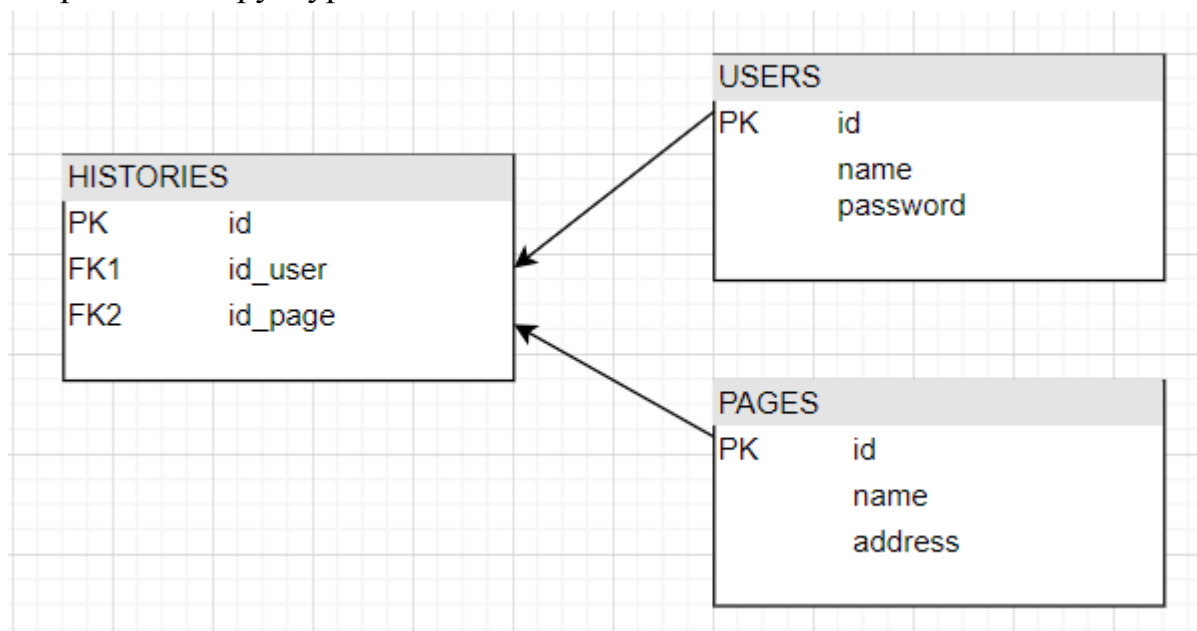 HISTORIES
PK id
FK1 id_user
FK2 id_page
USERS
PK id
name
password
PAGES
PK id
name
address